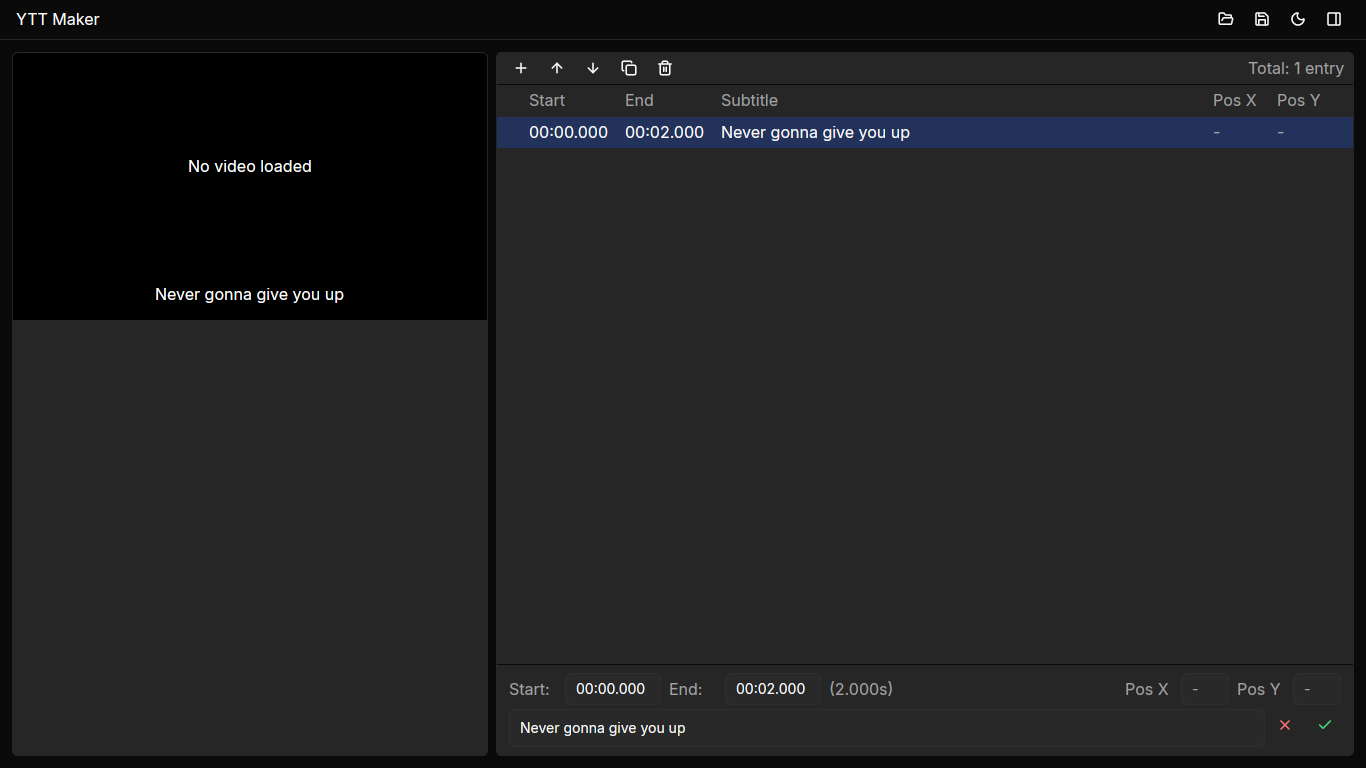 YTT Maker
No video loaded
Never gonna give you up
Total: 1 entry
Start End Subtitle Pos X Pos Y
00:00.000 00:02.000 Never gonna give you up - -
Start: 00:00.000 End: 00:02.000 (2.000s) Pos X - Pos Y -
Never gonna give you up